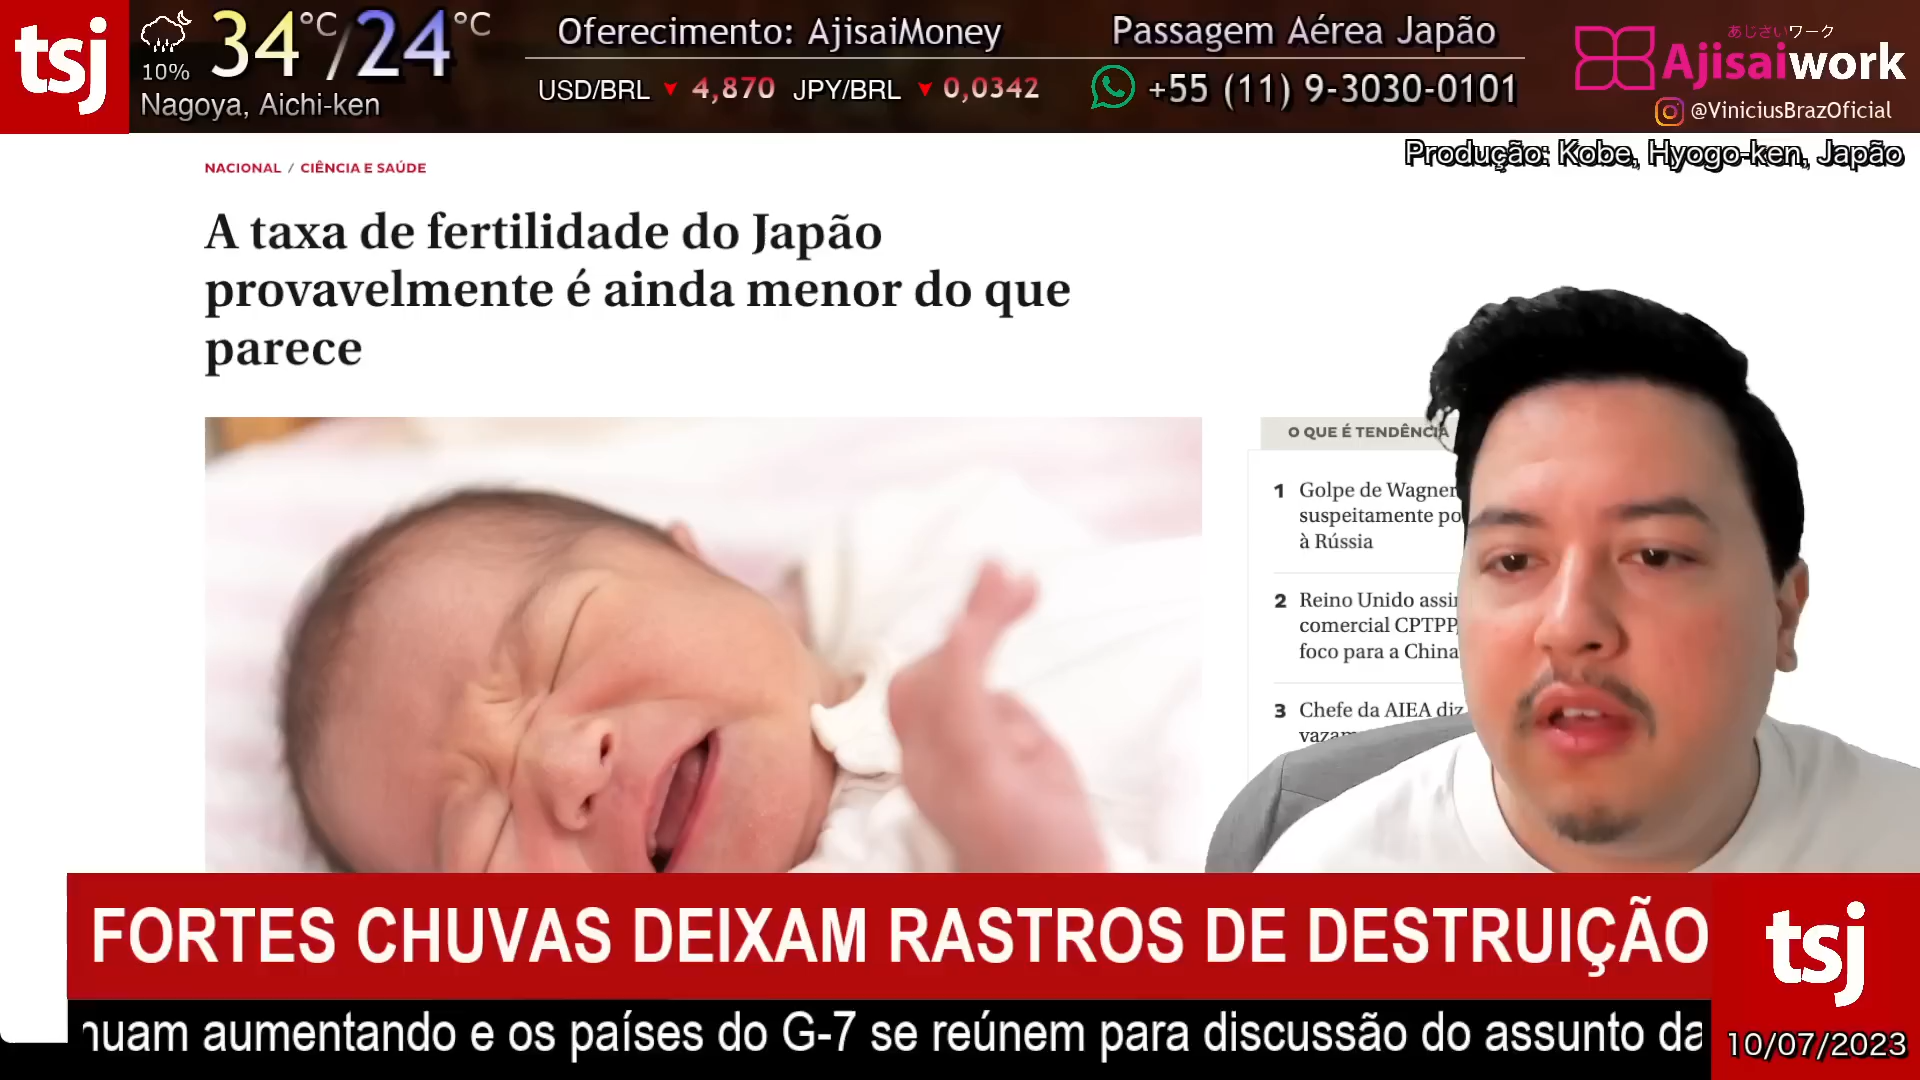 tsj
10%
34°C/24°C
Nagoya, Aichi-ken
Oferecimento: AjisaiMoney
USD/BRL ▼ 4,870 JPY/BRL ▼ 0,0342
Passagem Aérea Japão
+55 (11) 9-3030-0101
あじさいワーク
Ajisaiwork
@ViniciusBrazOficial
Produção: Kobe, Hyogo-ken, Japão
NACIONAL / CIÊNCIA E SAÚDE
A taxa de fertilidade do Japão
provavelmente é ainda menor do que
parece
O QUE É TENDÊNCIA
1 Golpe de Wagner
suspeitamente po
à Rússia
2 Reino Unido assi
comercial CPTPP,
foco para a China
3 Chefe da AIEA diz
vazam
FORTES CHUVAS DEIXAM RASTROS DE DESTRUIÇÃO
tsj
nuam aumentando e os países do G-7 se reúnem para discussão do assunto da
10/07/2023